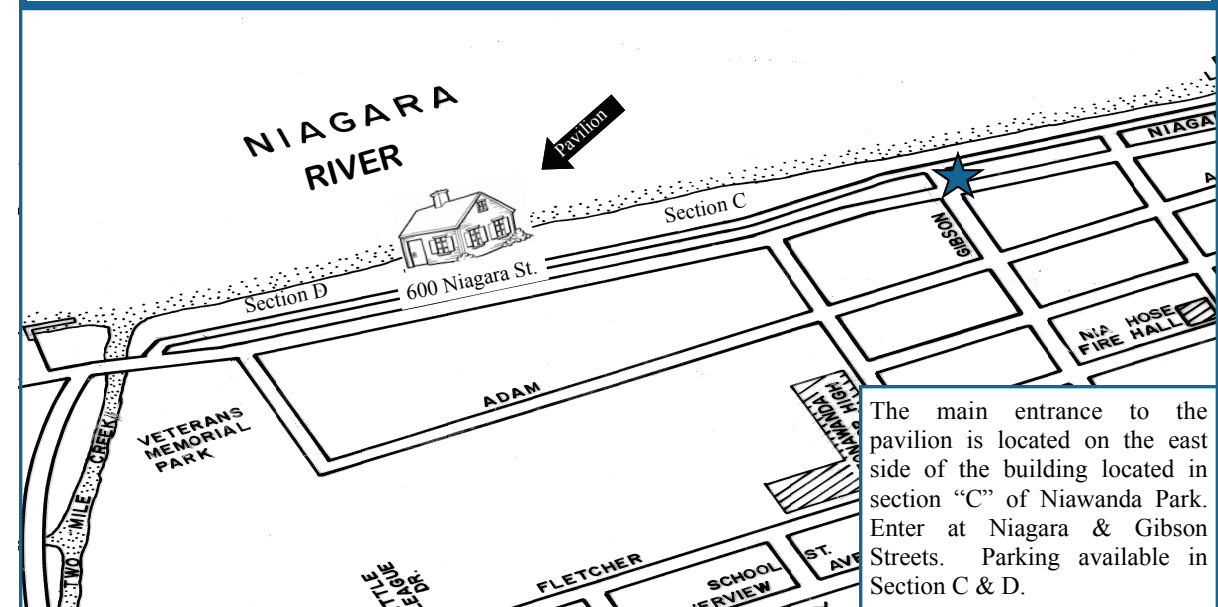 NIAGARA
RIVER
Pavilion
NIAGA
Section C
GIBSON
600 Niagara St.
Section D
NIA HOSE
FIRE HALL
ADAM
VETERANS
MEMORIAL
PARK
TWO MILE CREEK
HIGH
FLETCHER
DR.
SCHOOL
ST.
The main entrance to the
pavilion is located on the east
side of the building located in
section “C” of Niawanda Park.
Enter at Niagara & Gibson
Streets. Parking available in
Section C & D.